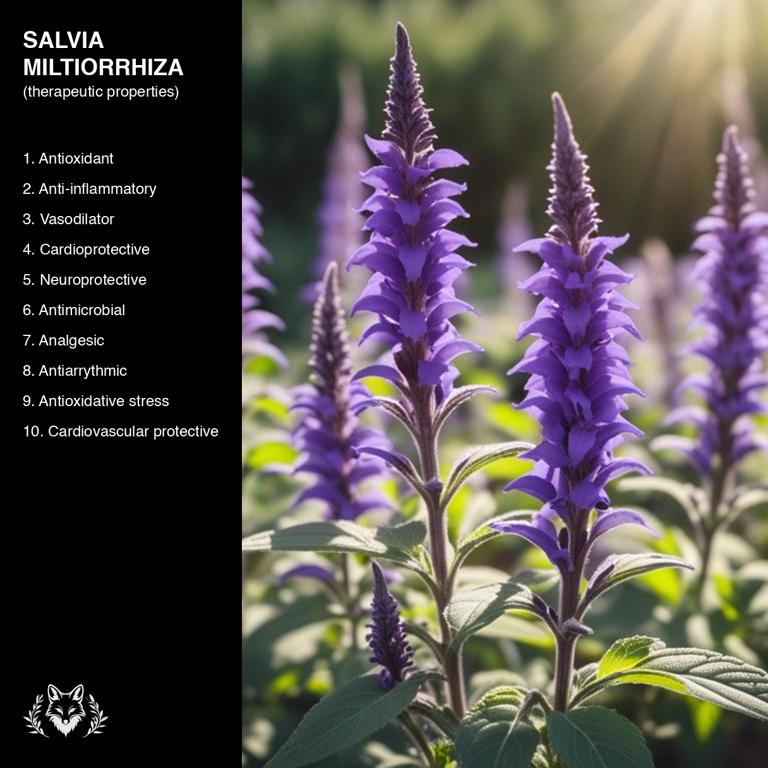 SALVIA
MILTIORRHIZA
(therapeutic properties)
1. Antioxidant
2. Anti-inflammatory
3. Vasodilator
4. Cardioprotective
5. Neuroprotective
6. Antimicrobial
7. Analgesic
8. Antiarrythmic
9. Antioxidative stress
10. Cardiovascular protective